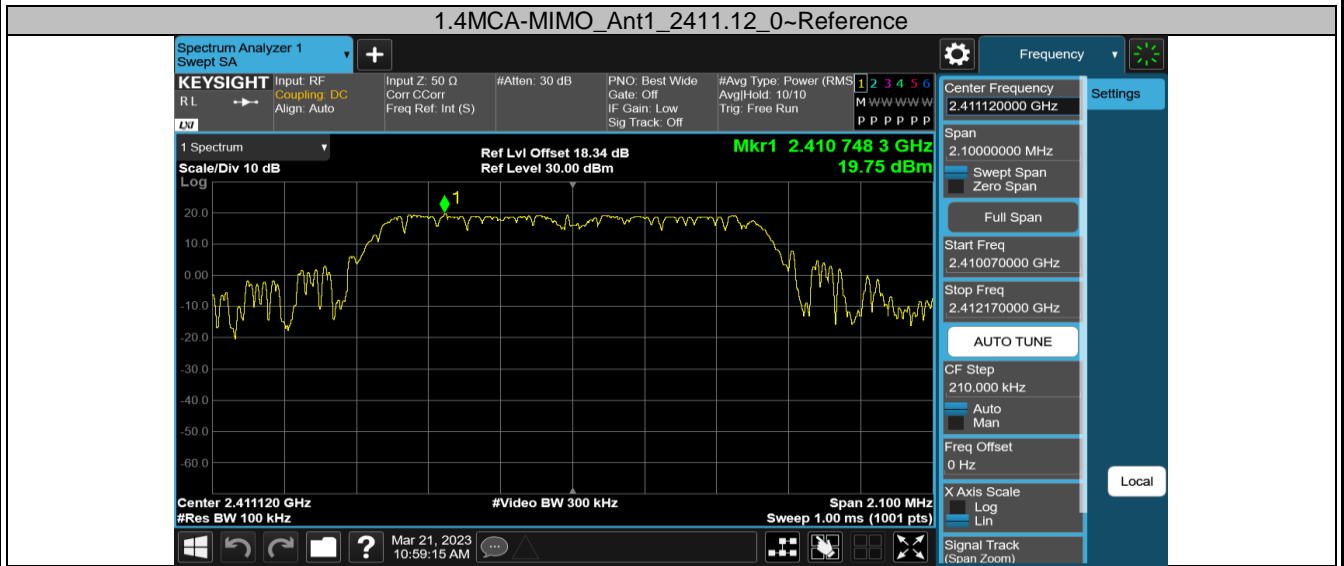 1.4MCA-MIMO_Ant1_2411.12_0~Reference
Spectrum Analyzer 1
Swept SA
+
Frequency
KEYSIGHT
R L
LXI
Input: RF
Coupling: DC
Align: Auto
Input Z: 50 Ω
Corr CCorr
Freq Ref: Int (S)
#Atten: 30 dB
PNO: Best Wide
Gate: Off
IF Gain: Low
Sig Track: Off
#Avg Type: Power (RMS
Avg|Hold: 10/10
Trig: Free Run
1 2 3 4 5 6
M W W W W W
P P P P P P
1 Spectrum
Scale/Div 10 dB
Log
Ref Lvl Offset 18.34 dB
Ref Level 30.00 dBm
Mkr1 2.410 748 3 GHz
19.75 dBm
1
20.0
10.0
0.00
-10.0
-20.0
-30.0
-40.0
-50.0
-60.0
Center 2.411120 GHz
#Res BW 100 kHz
#Video BW 300 kHz
Span 2.100 MHz
Sweep 1.00 ms (1001 pts)
Center Frequency
2.411120000 GHz
Settings
Span
2.10000000 MHz
Swept Span
Zero Span
Full Span
Start Freq
2.410070000 GHz
Stop Freq
2.412170000 GHz
AUTO TUNE
CF Step
210.000 kHz
Auto
Man
Freq Offset
0 Hz
X Axis Scale
Log
Lin
Local
Signal Track
(Span Zoom)
?
Mar 21, 2023
10:59:15 AM